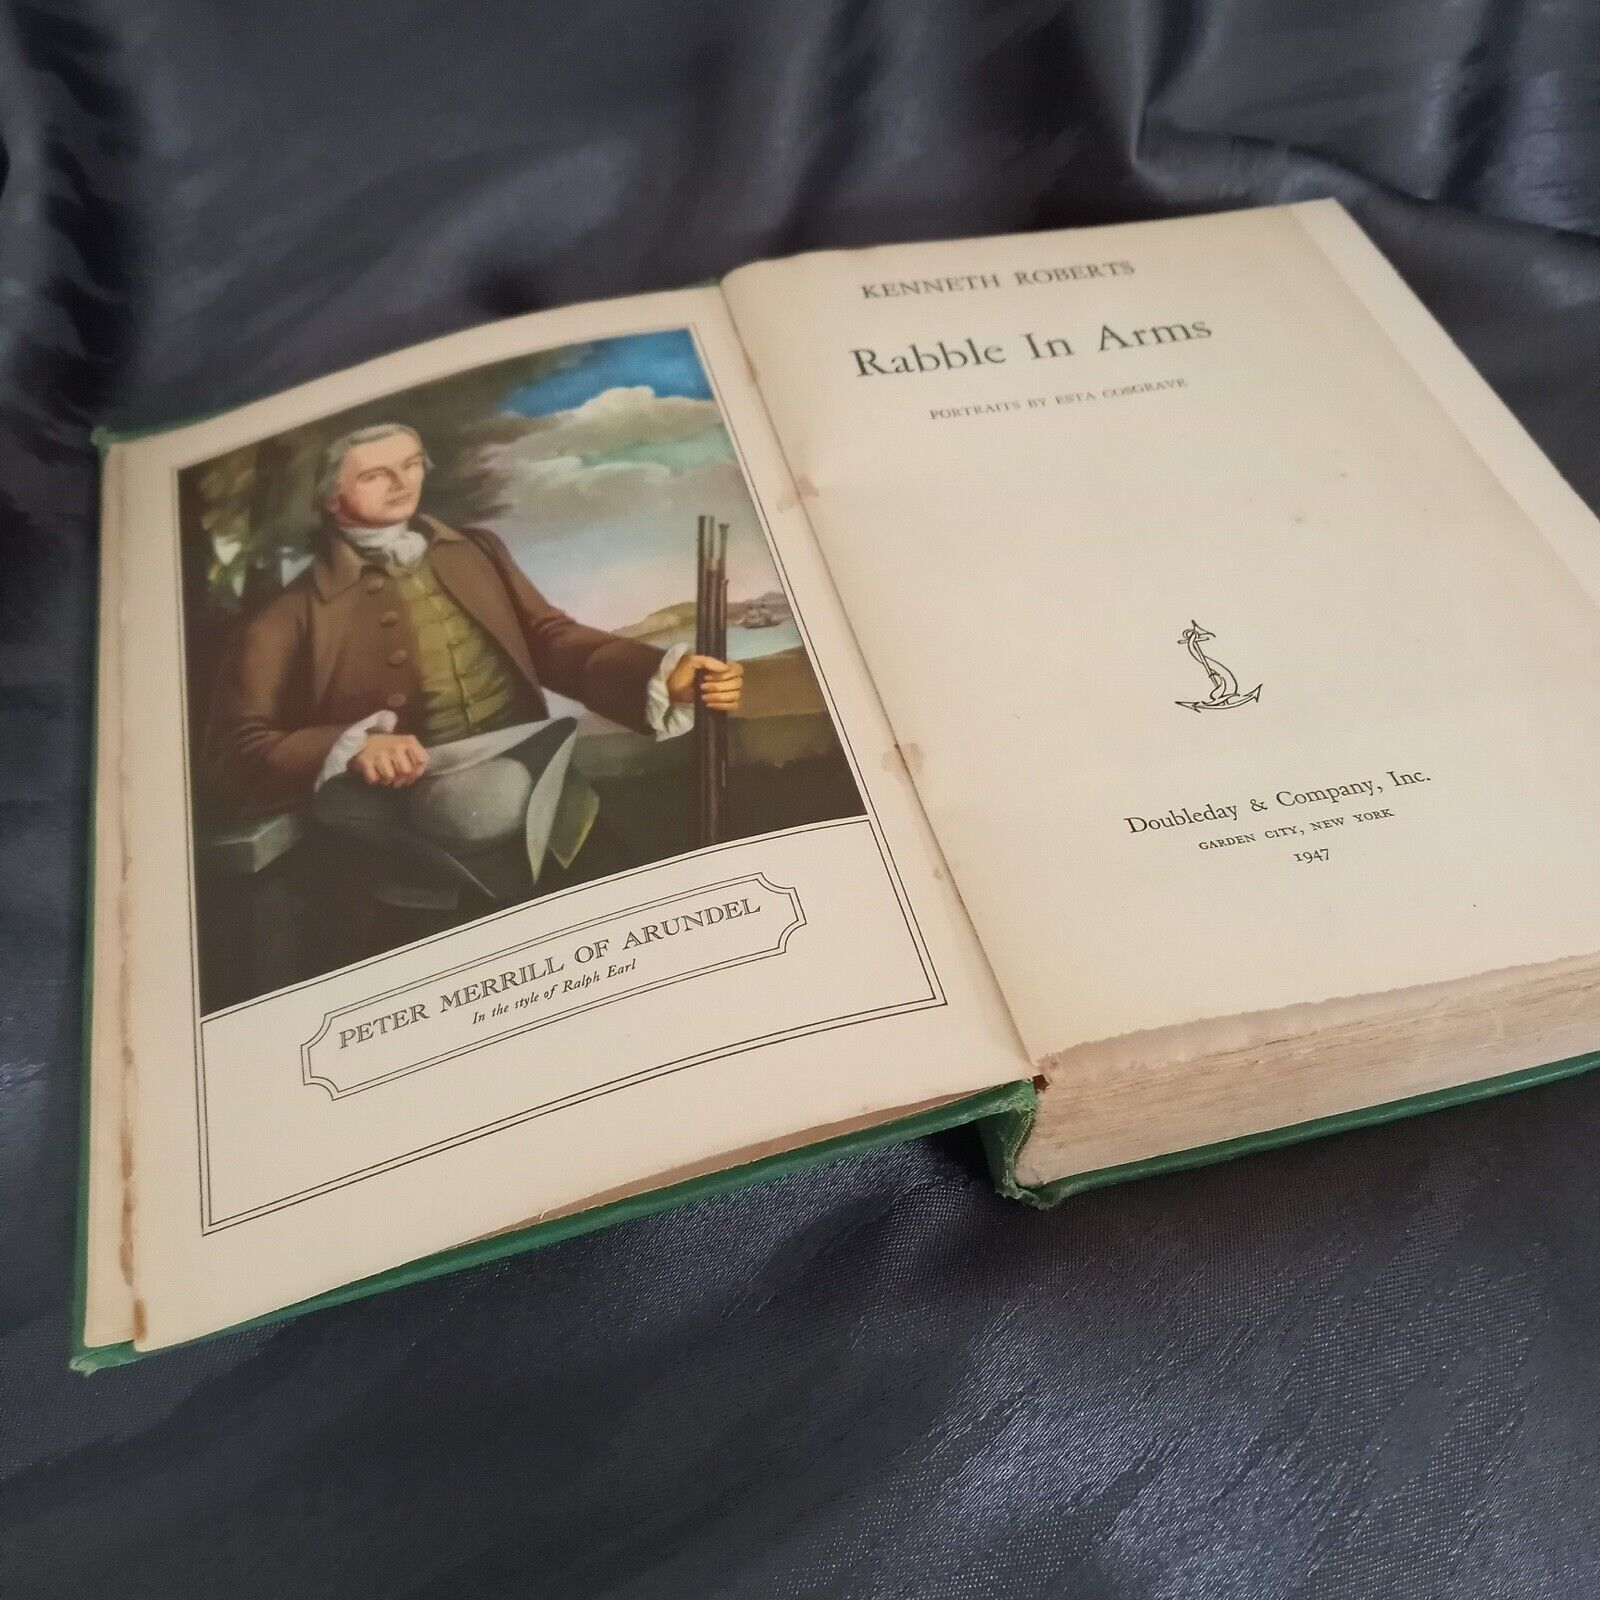 PETER MERRILL OF ARUNDEL
In the style of Ralph Earl
KENNETH ROBERTS
Rabble In Arms
PORTRAITS BY ESTA COSGRAVE
Doubleday & Company, Inc.
GARDEN CITY, NEW YORK
1947